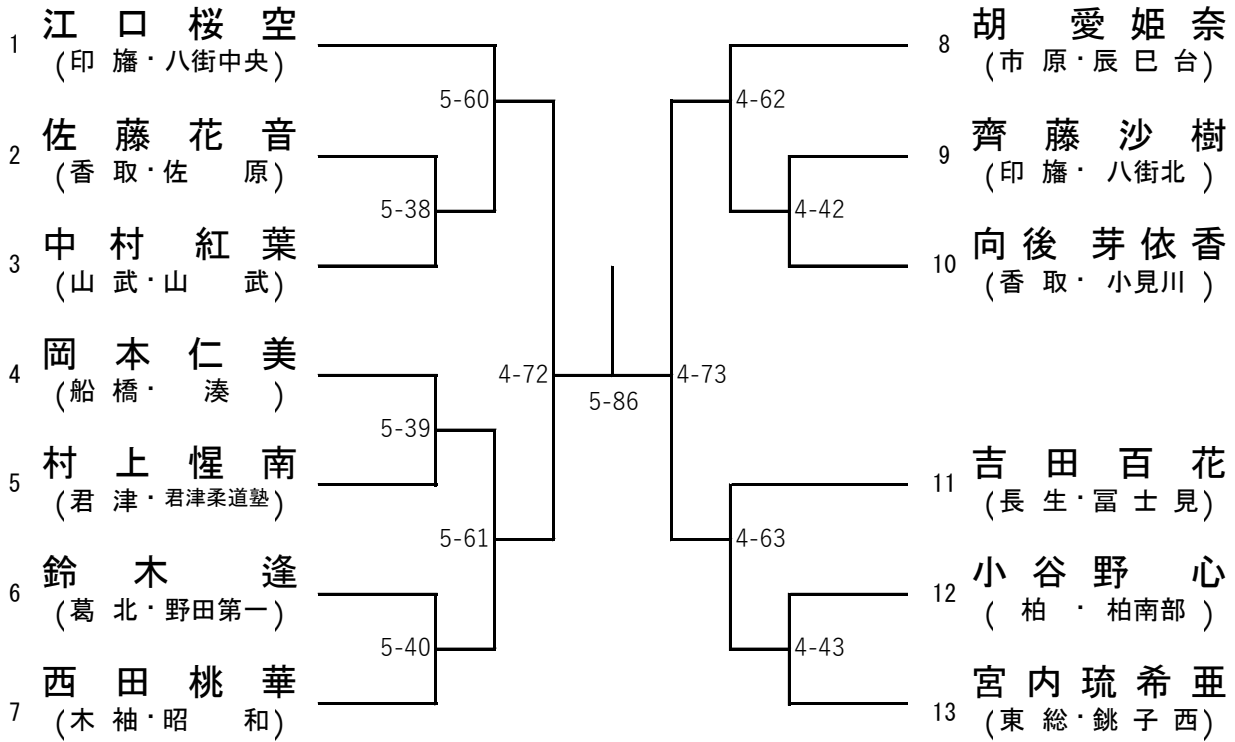 1 江口桜空
(印旛・八街中央)
2 佐藤花音
(香取・佐原)
3 中村紅葉
(山武・山武)
4 岡本仁美
(船橋・湊)
5 村上惺南
(君津・君津柔道塾)
6 鈴木逢
(葛北・野田第一)
7 西田桃華
(木袖・昭和)
5-60
5-38
5-39
5-61
5-40
4-72
5-86
4-73
4-62
4-42
4-63
4-43
8 胡愛姫奈
(市原・辰巳台)
9 齊藤沙樹
(印旛・八街北)
10 向後芽依香
(香取・小見川)
11 吉田百花
(長生・冨士見)
12 小谷野心
(柏・柏南部)
13 宮内琉希亜
(東総・銚子西)